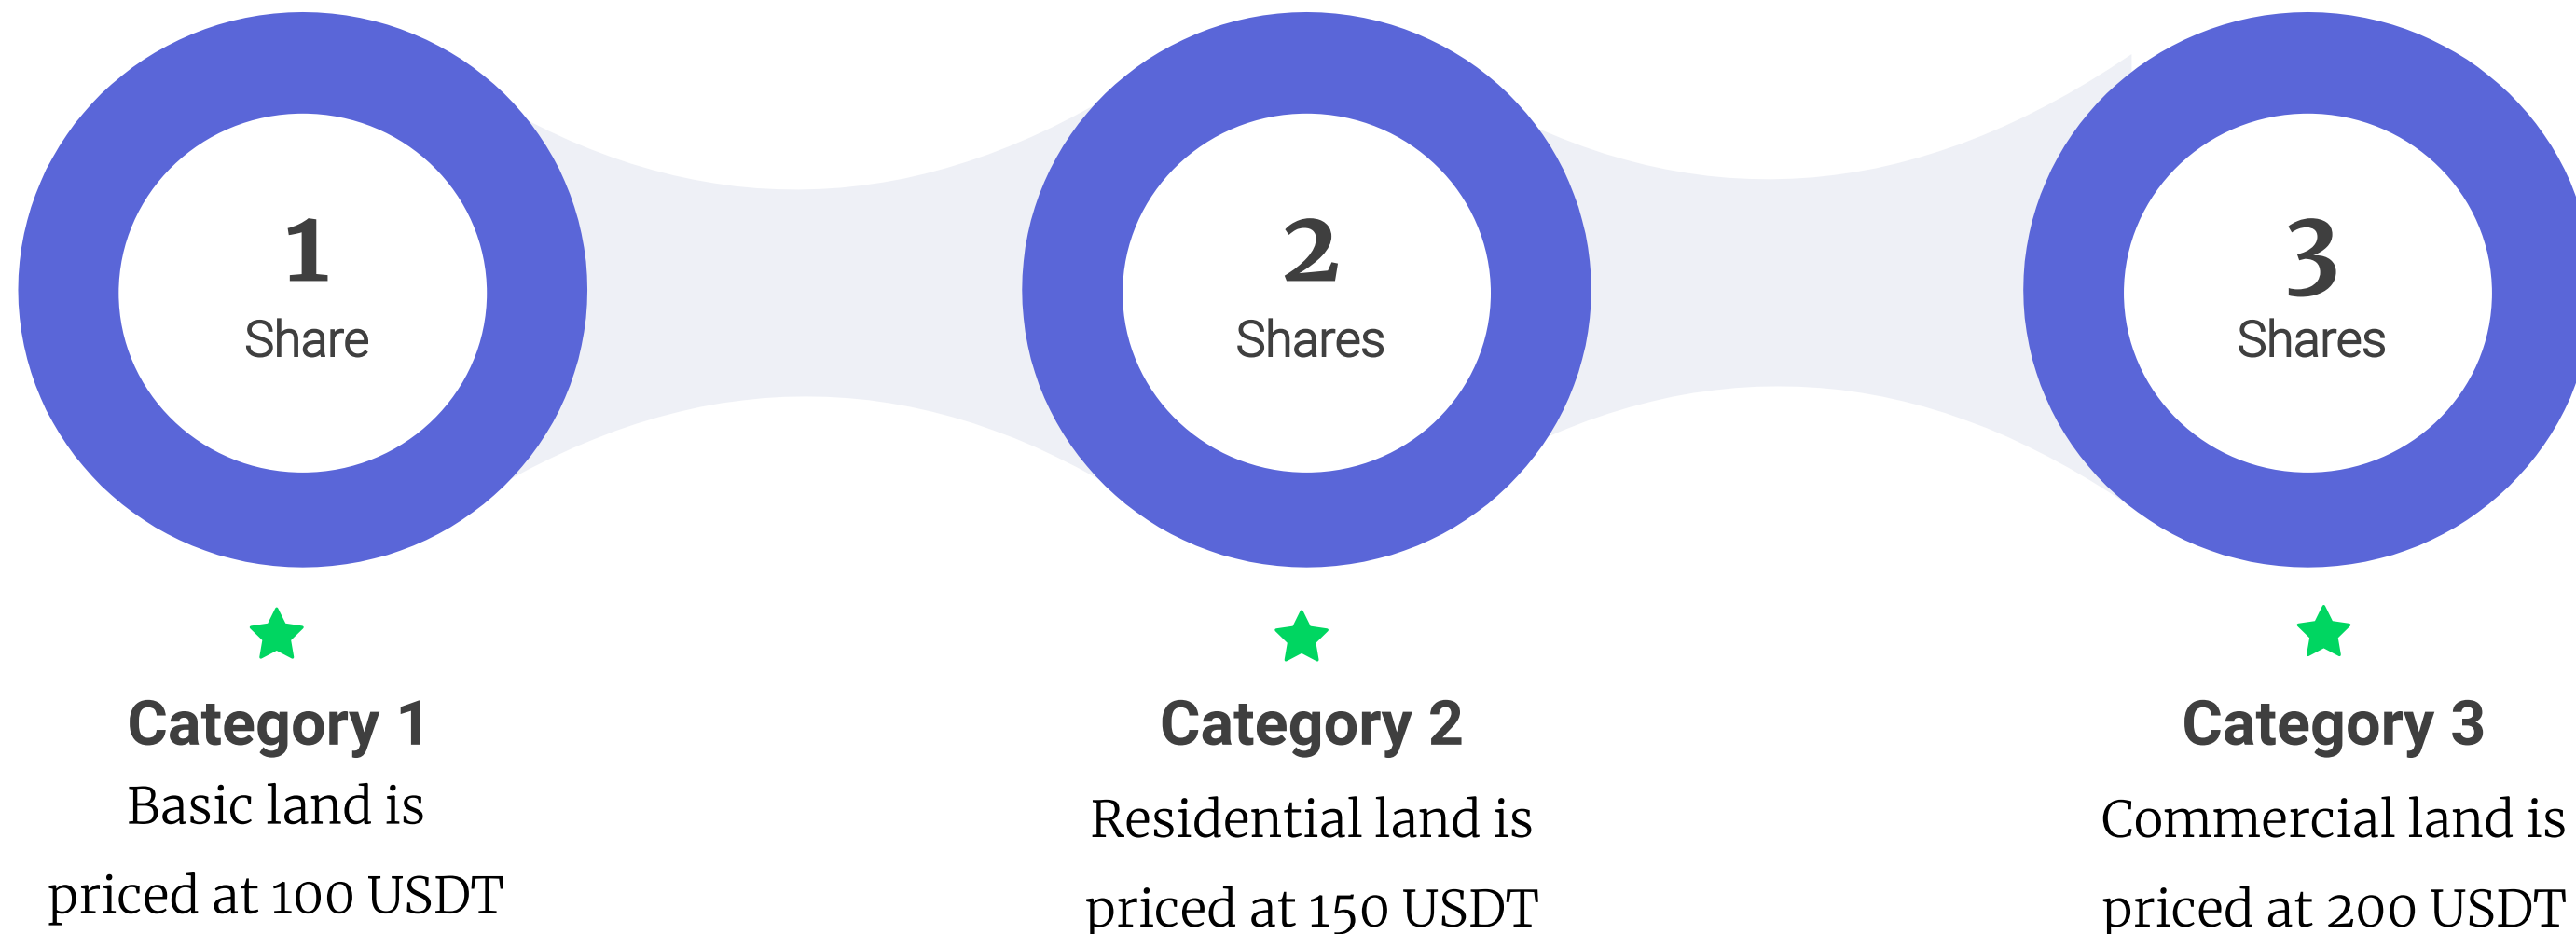 1
Share
2
Shares
3
Shares
Category 1
Basic land is
priced at 100 USDT
Category 2
Residential land is
priced at 150 USDT
Category 3
Commercial land is
priced at 200 USDT